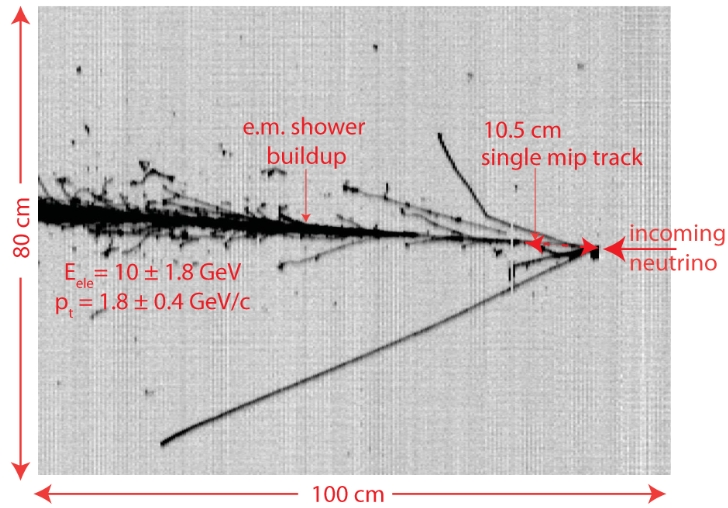 e.m. shower
buildup
10.5 cm
single mip track
incoming
neutrino
80 cm
E_ele = 10 ± 1.8 GeV
p_t = 1.8 ± 0.4 GeV/c
100 cm